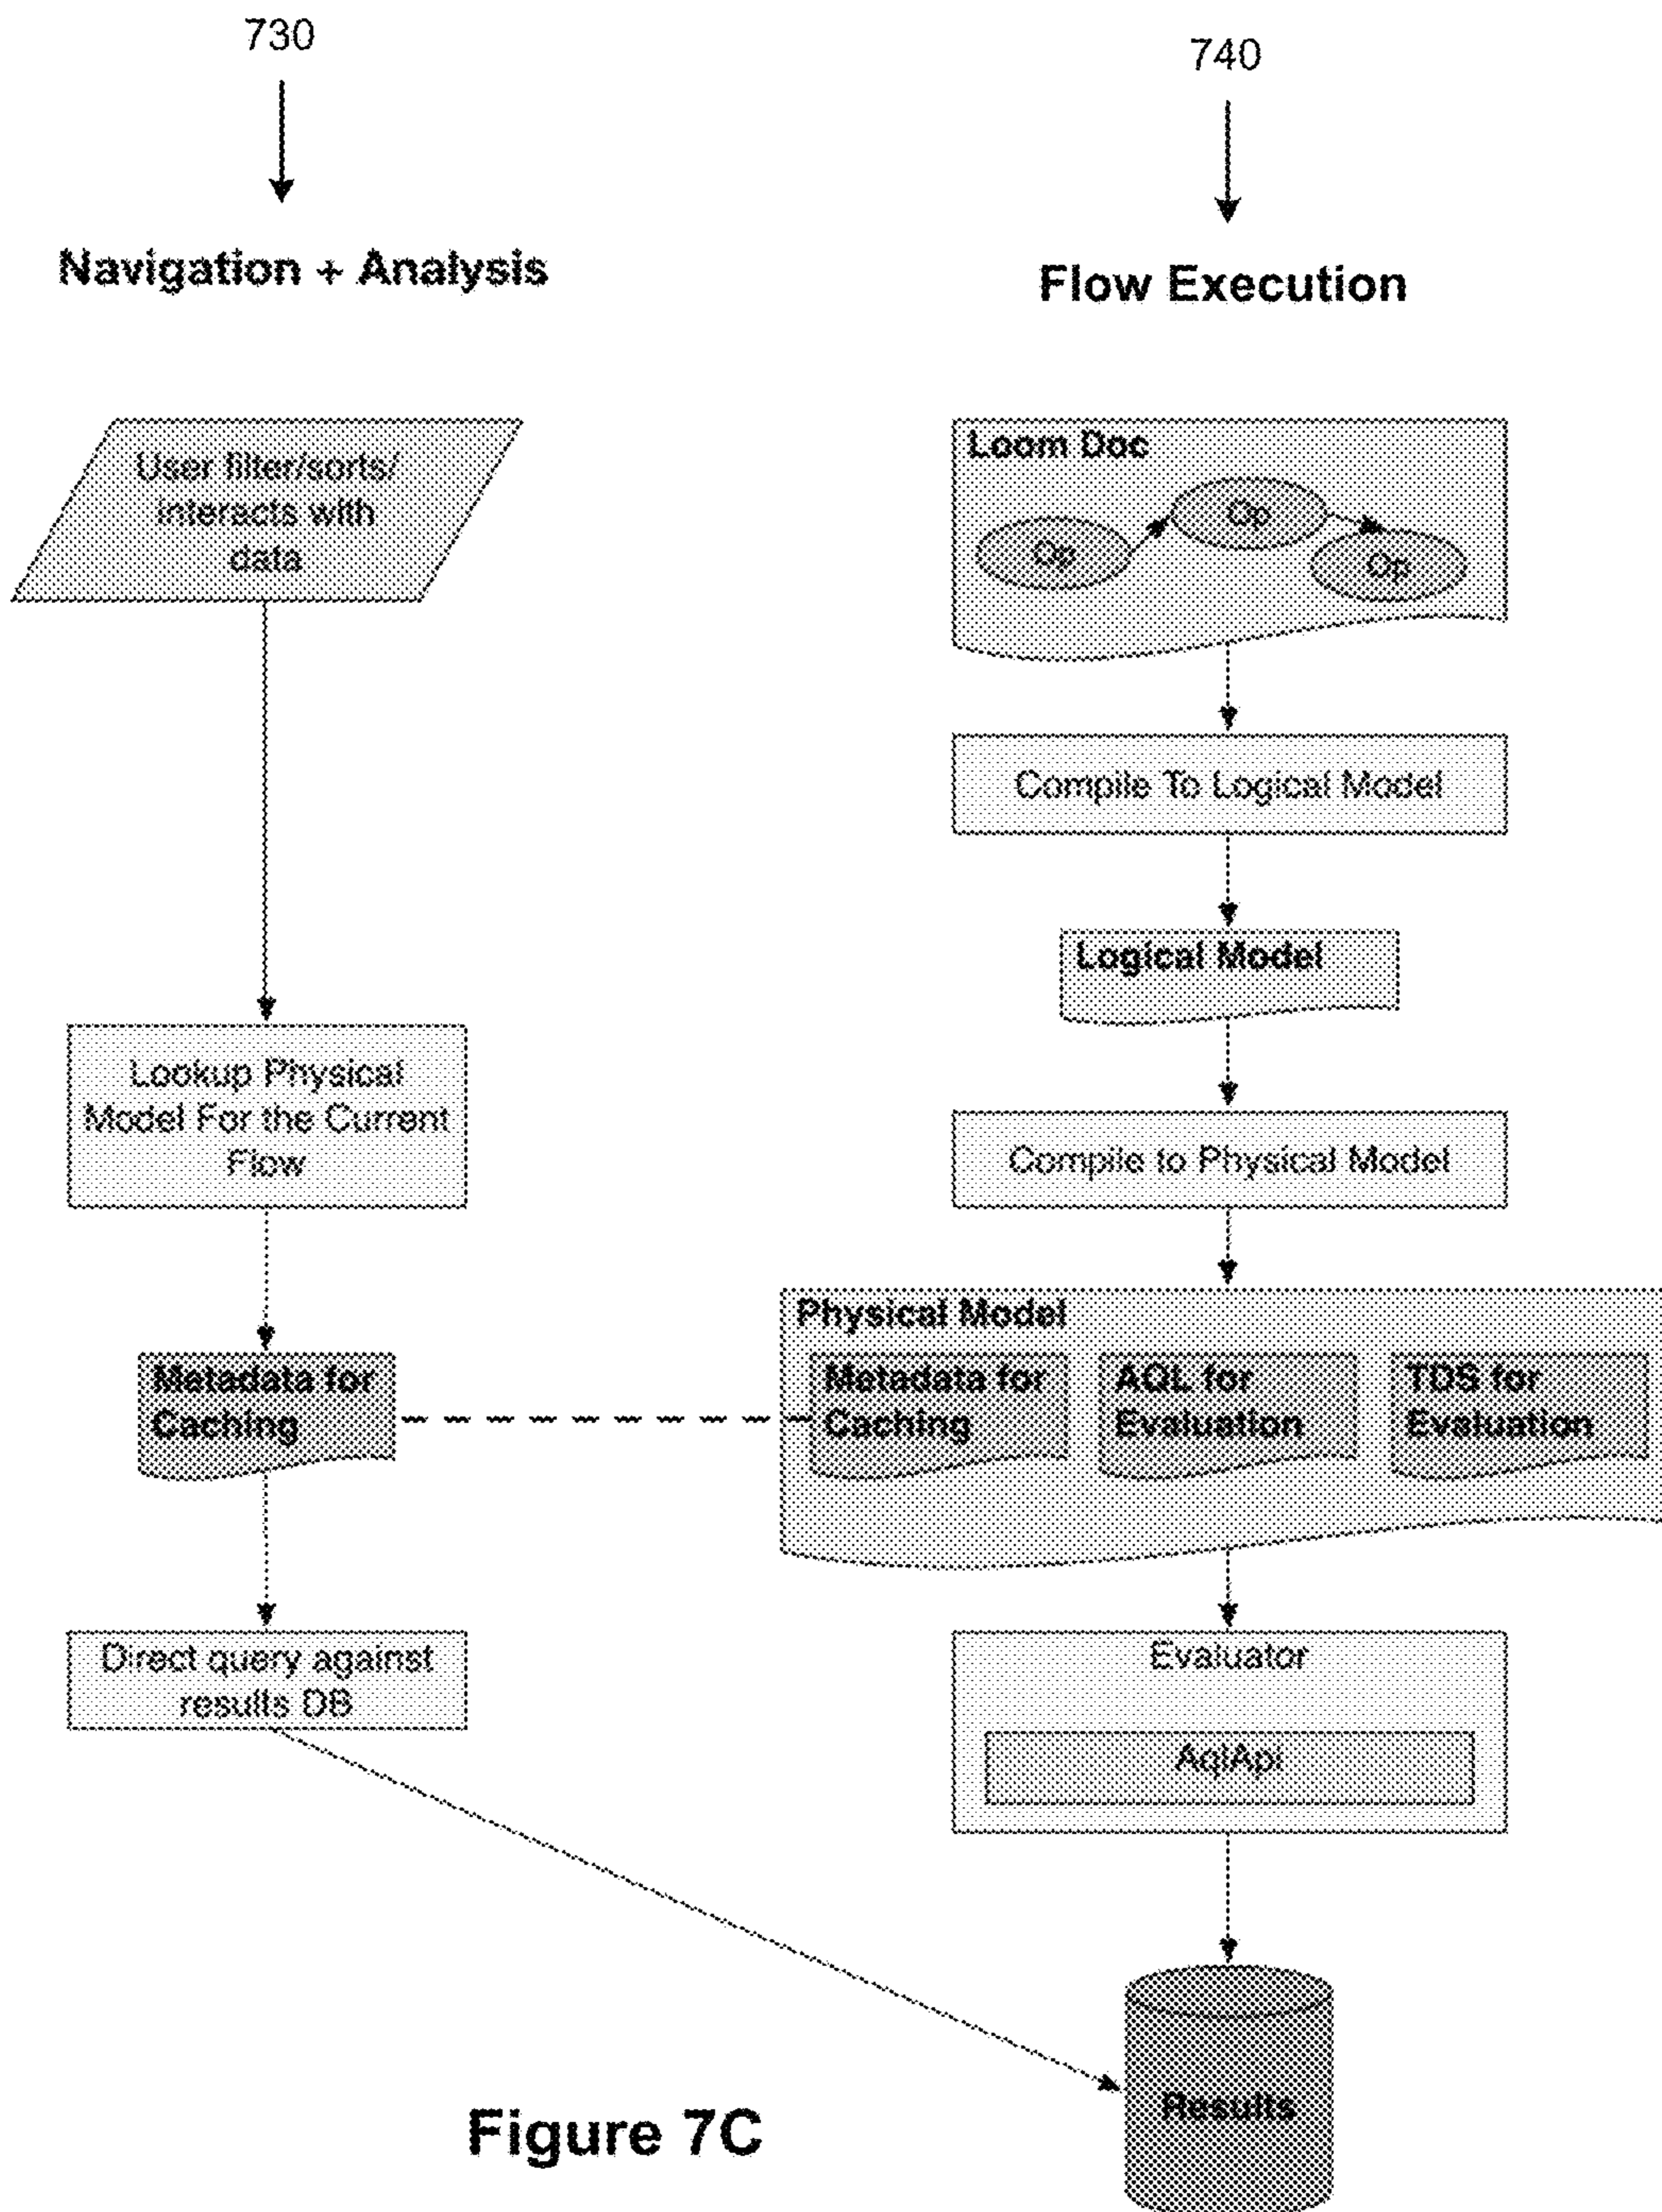 730
Navigation + Analysis
User filter/sorts/
interacts with
data
Lookup Physical
Model For the Current
Flow
Metadata for
Caching
Direct query against
results DB
740
Flow Execution
Loom Doc
Op
Op
Op
Compile To Logical Model
Logical Model
Compile to Physical Model
Physical Model
Metadata for
Caching
AQL for
Evaluation
TDS for
Evaluation
Evaluator
AqlApi
Results
Figure 7C